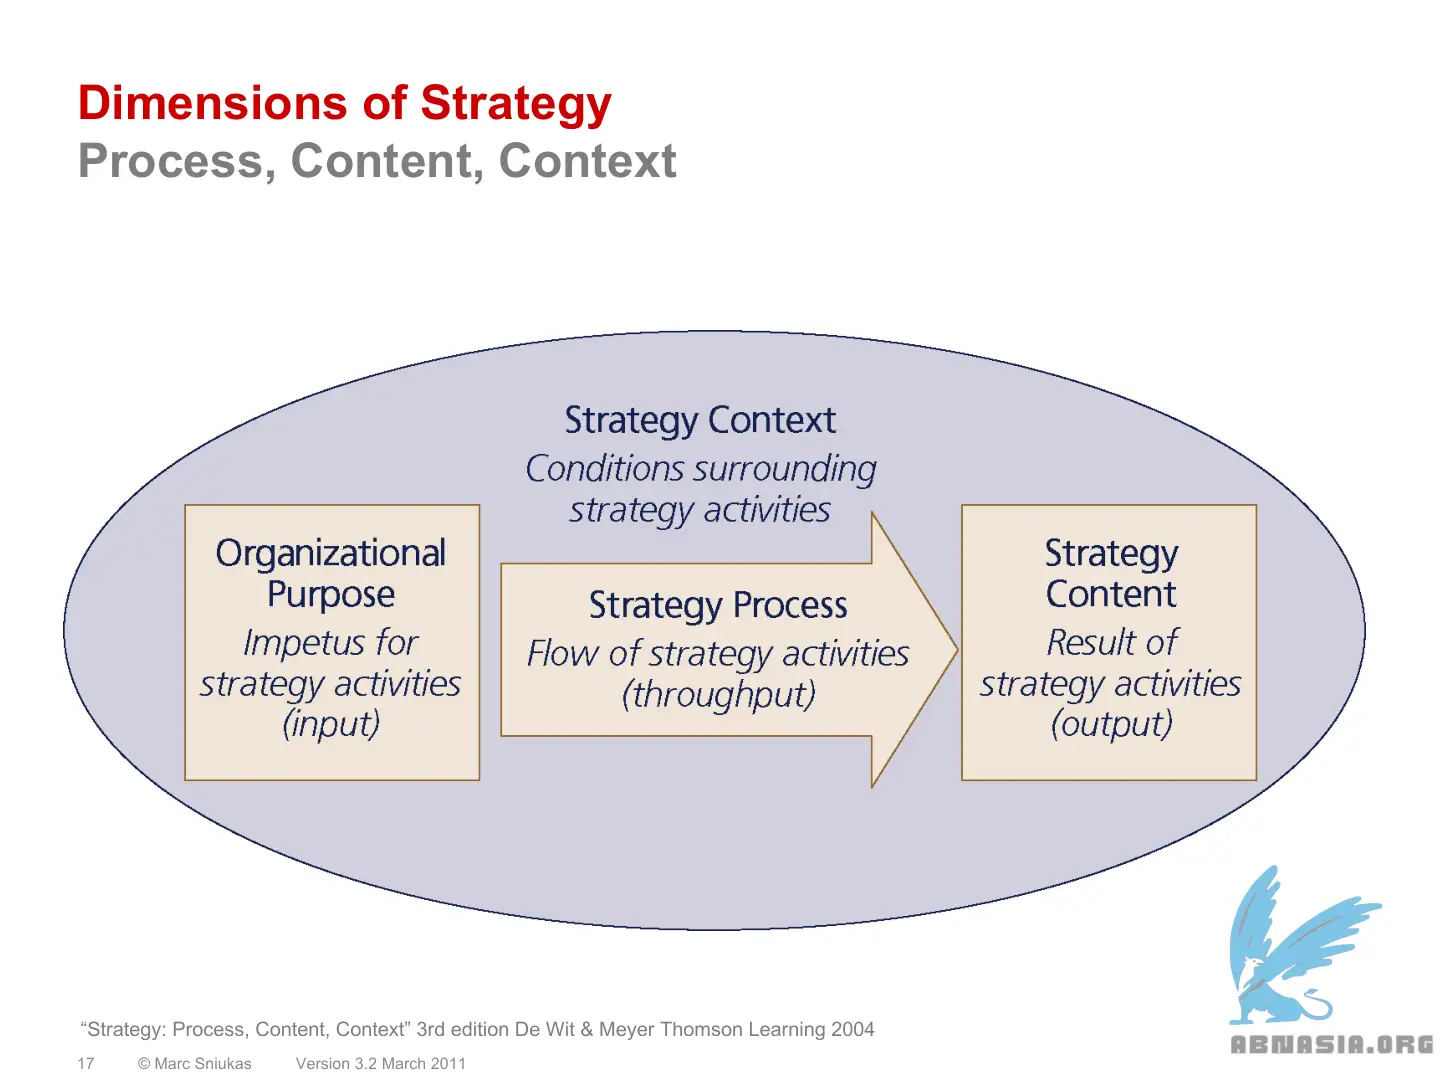 Dimensions of Strategy
Process, Content, Context
Strategy Context
Conditions surrounding
strategy activities
Organizational
Purpose
Impetus for
strategy activities
(input)
Strategy Process
Flow of strategy activities
(throughput)
Strategy
Content
Result of
strategy activities
(output)
“Strategy: Process, Content, Context” 3rd edition De Wit & Meyer Thomson Learning 2004
17 © Marc Sniukas Version 3.2 March 2011
ABNASIA.ORG